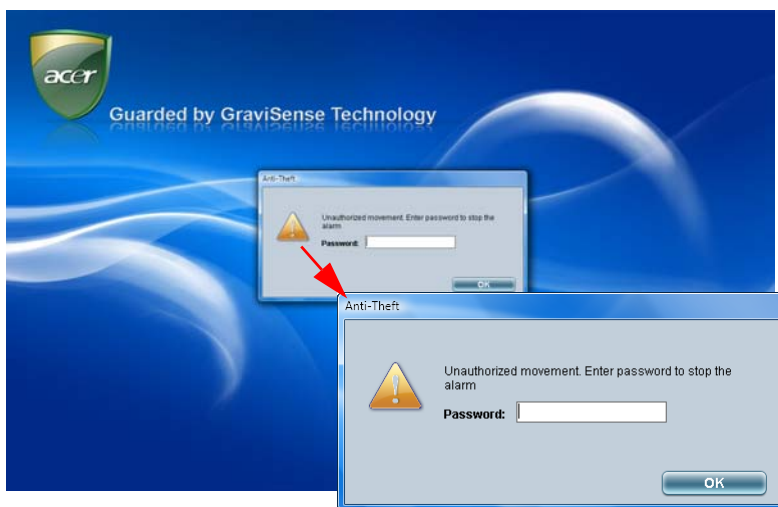 acer
Guarded by GraviSense Technology
Anti-Theft
Unauthorized movement. Enter password to stop the
alarm
Password:
OK
Anti-Theft
Unauthorized movement. Enter password to stop the
alarm
Password:
OK